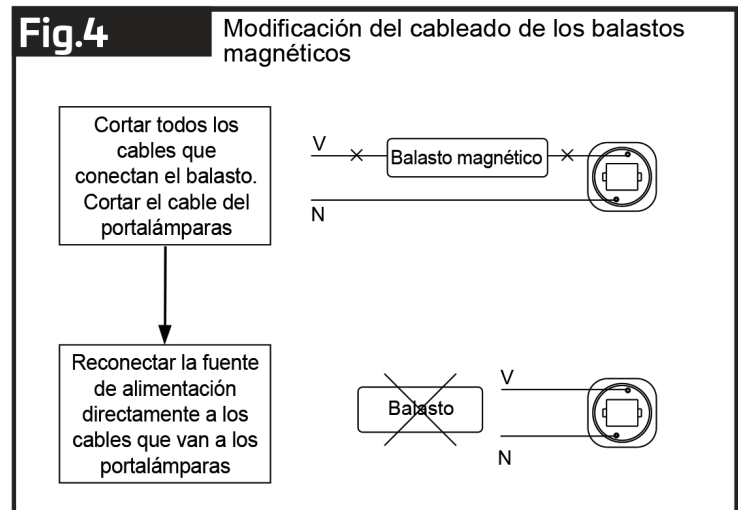 Fig.4
Modificación del cableado de los balastos
magnéticos
Cortar todos los
cables que
conectan el balasto.
Cortar el cable del
portalámparas
V
Balasto magnético
N
Reconectar la fuente
de alimentación
directamente a los
cables que van a los
portalámparas
Balasto
V
N